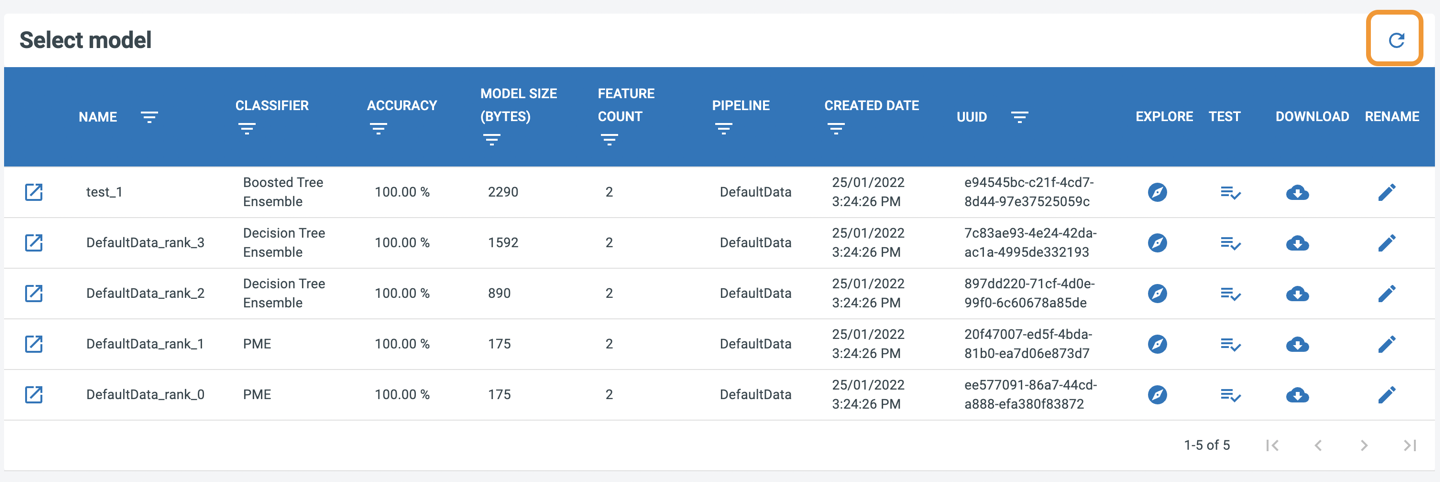 Select model
NAME
CLASSIFIER
ACCURACY
MODEL SIZE
(BYTES)
FEATURE
COUNT
PIPELINE
CREATED DATE
UUID
EXPLORE
TEST
DOWNLOAD
RENAME
test_1
Boosted Tree
Ensemble
100.00 %
2290
2
DefaultData
25/01/2022
3:24:26 PM
e94545bc-c21f-4cd7-
8d44-97e37525059c
DefaultData_rank_3
Decision Tree
Ensemble
100.00 %
1592
2
DefaultData
25/01/2022
3:24:26 PM
7c83ae93-4e24-42da-
ac1a-4995de332193
DefaultData_rank_2
Decision Tree
Ensemble
100.00 %
890
2
DefaultData
25/01/2022
3:24:26 PM
897dd220-71cf-4d0e-
99f0-6c60678a85de
DefaultData_rank_1
PME
100.00 %
175
2
DefaultData
25/01/2022
3:24:26 PM
20f47007-ed5f-4bda-
81b0-ea7d06e873d7
DefaultData_rank_0
PME
100.00 %
175
2
DefaultData
25/01/2022
3:24:26 PM
ee577091-86a7-44cd-
a888-efa380f83872
1-5 of 5